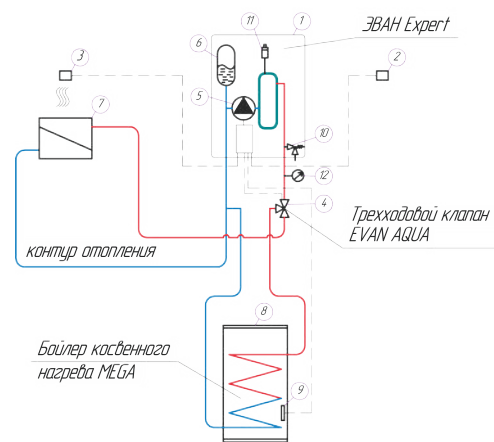 11
1
ЭВАН Expert
6
3
2
5
7
10
12
4
Трехходовой клапан
EVAN AQUA
контур отопления
8
Бойлер косвенного
нагрева MEGA
9